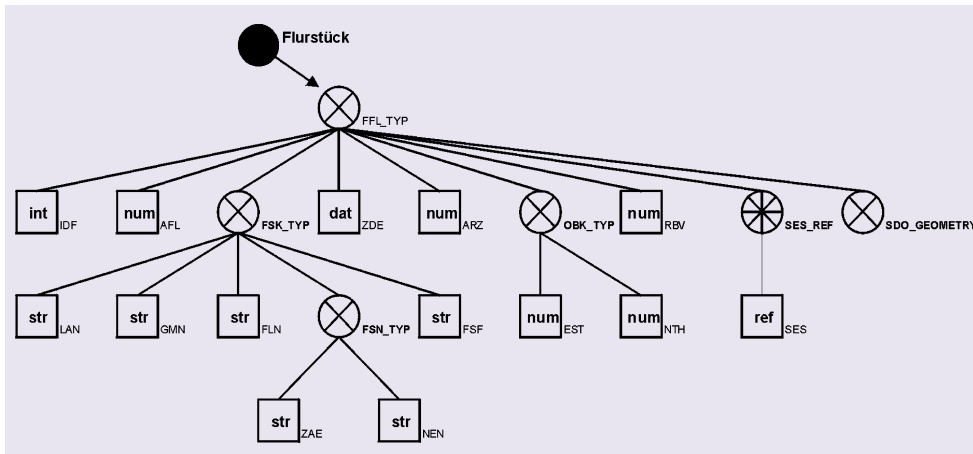 Flurstück
FFL_TYP
int IDF
num AFL
FSK_TYP
dat ZDE
num ARZ
OBK_TYP
num RBV
SES_REF
SDO_GEOMETRY
str LAN
str GMN
str FLN
FSN_TYP
str FSF
num EST
num NTH
ref SES
str ZAE
str NEN